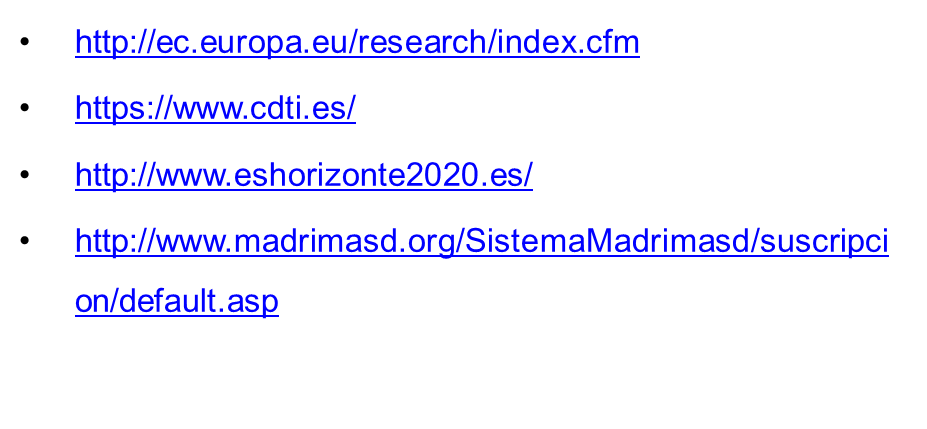 • http://ec.europa.eu/research/index.cfm
• https://www.cdti.es/
• http://www.eshorizonte2020.es/
• http://www.madrimasd.org/SistemaMadrimasd/suscripci
on/default.asp